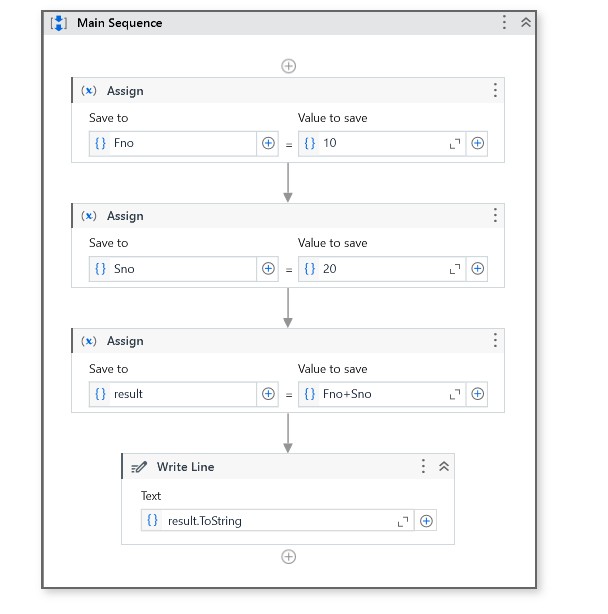 Main Sequence
(x) Assign
Save to Value to save
{} Fno = {} 10
(x) Assign
Save to Value to save
{} Sno = {} 20
(x) Assign
Save to Value to save
{} result = {} Fno+Sno
Write Line
Text
{} result.ToString